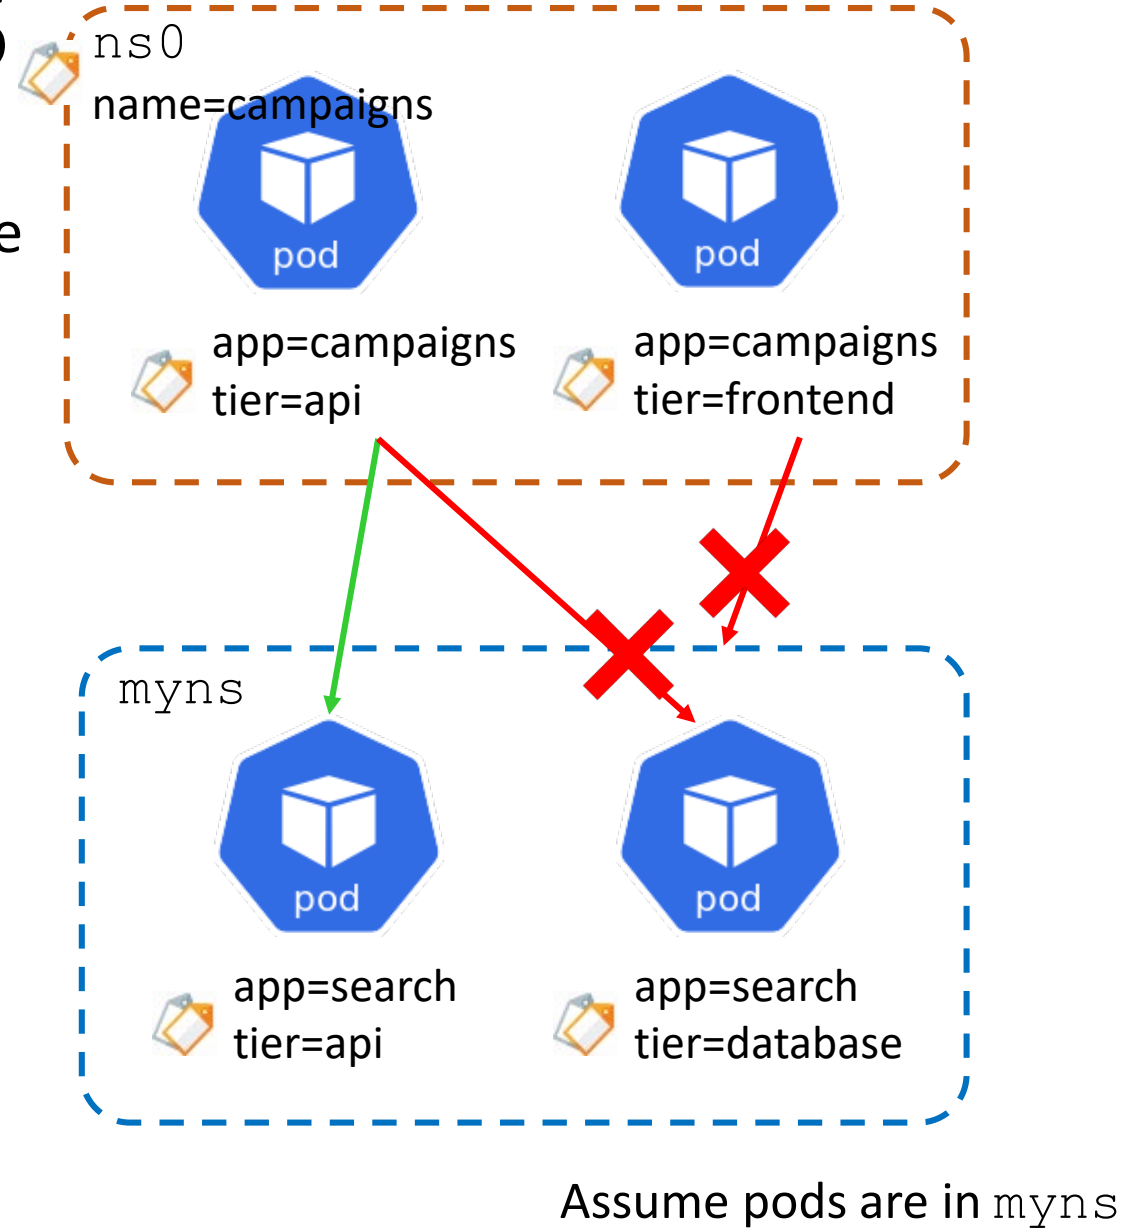 ns0
name=campaigns
pod
pod
app=campaigns
tier=api
app=campaigns
tier=frontend
e
myns
pod
pod
app=search
tier=api
app=search
tier=database
Assume pods are in myns